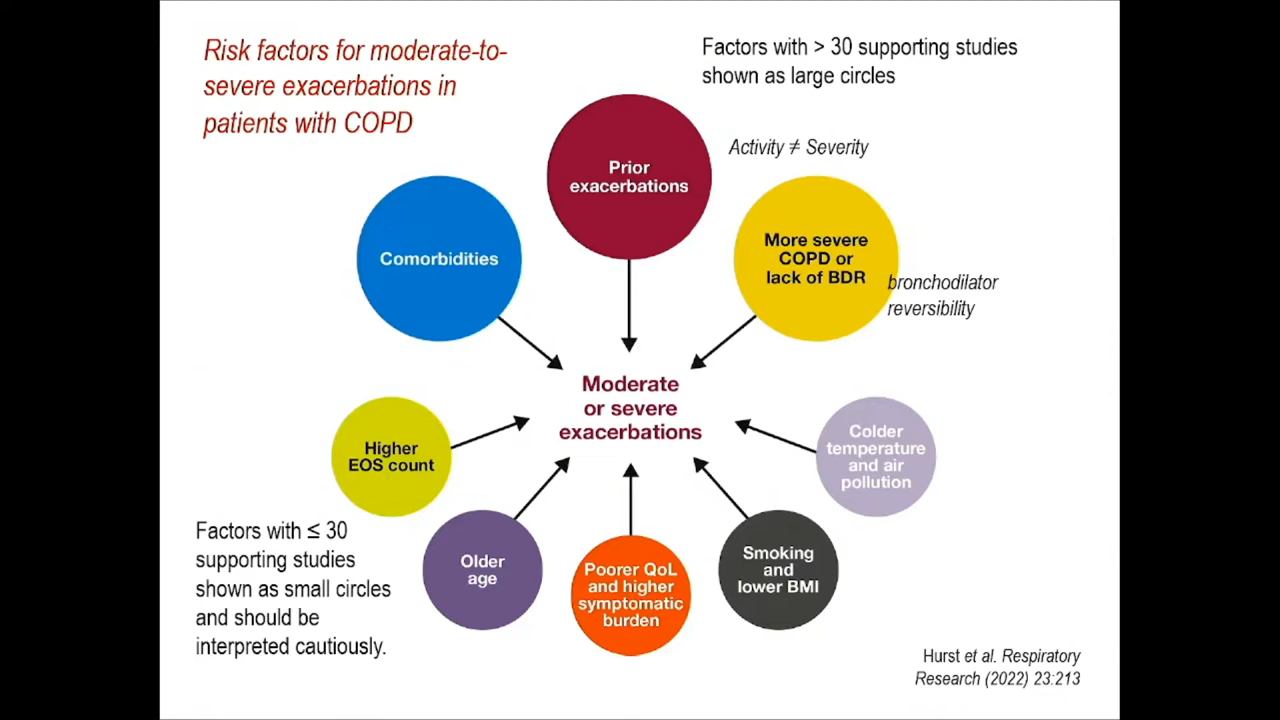 Risk factors for moderate-to-
severe exacerbations in
patients with COPD
Factors with > 30 supporting studies
shown as large circles
Activity ≠ Severity
Prior
exacerbations
Comorbidities
More severe
COPD or
lack of BDR
bronchodilator
reversibility
Moderate
or severe
exacerbations
Higher
EOS count
Colder
temperature
and air
pollution
Older
age
Poorer QoL
and higher
symptomatic
burden
Smoking
and
lower BMI
Factors with ≤ 30
supporting studies
shown as small circles
and should be
interpreted cautiously.
Hurst et al. Respiratory
Research (2022) 23:213